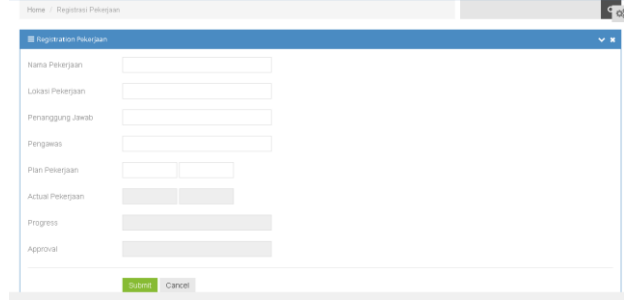 Home / Registrasi Pekerjaan
Registration Pekerjaan
Nama Pekerjaan
Lokasi Pekerjaan
Penanggung Jawab
Pengawas
Plan Pekerjaan
Actual Pekerjaan
Progress
Approval
Submit Cancel